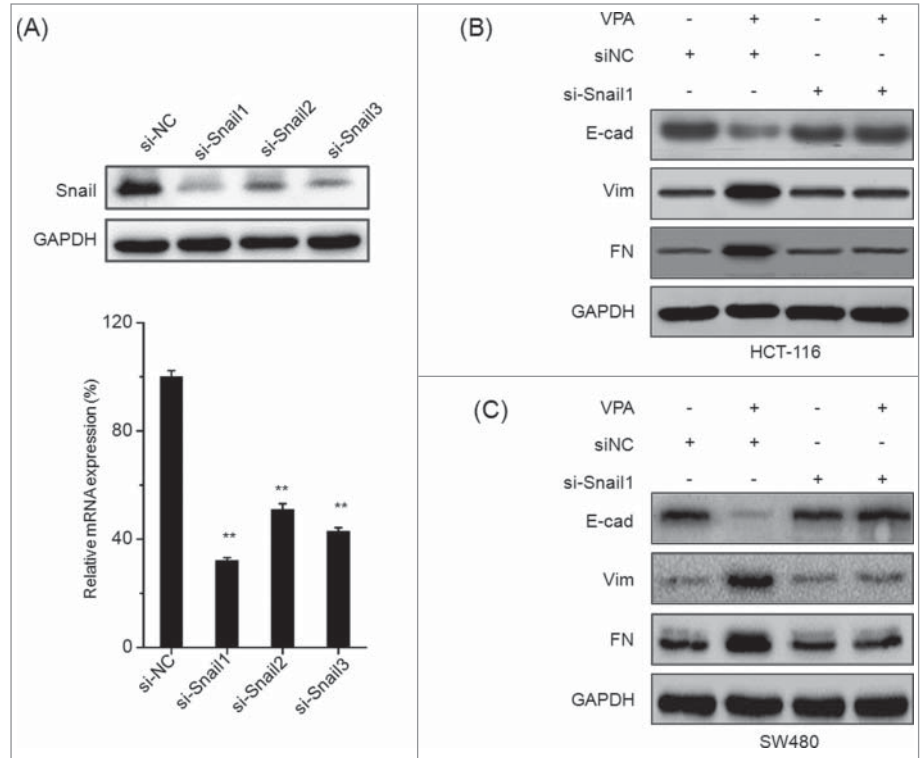 (A)
si-NC si-Snail1 si-Snail2 si-Snail3
Snail
GAPDH
Relative mRNA expression (%)
120
80
40
0
** ** **
si-NC si-Snail1 si-Snail2 si-Snail3
(B)
VPA - + - +
siNC + + - -
si-Snail1 - - + +
E-cad
Vim
FN
GAPDH
HCT-116
(C)
VPA - + - +
siNC + + - -
si-Snail1 - - + +
E-cad
Vim
FN
GAPDH
SW480